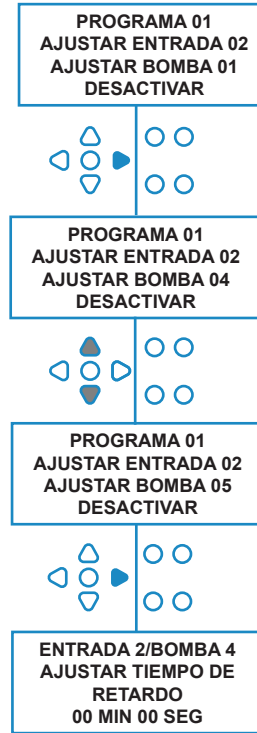 PROGRAMA 01
AJUSTAR ENTRADA 02
AJUSTAR BOMBA 01
DESACTIVAR
PROGRAMA 01
AJUSTAR ENTRADA 02
AJUSTAR BOMBA 04
DESACTIVAR
PROGRAMA 01
AJUSTAR ENTRADA 02
AJUSTAR BOMBA 05
DESACTIVAR
ENTRADA 2/BOMBA 4
AJUSTAR TIEMPO DE
RETARDO
00 MIN 00 SEG